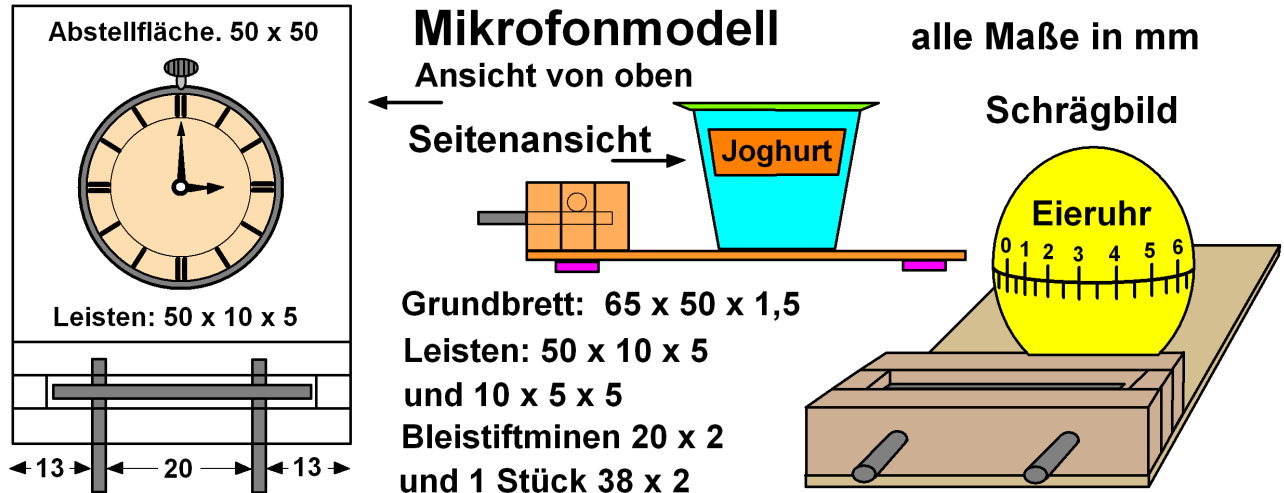 Abstellfläche. 50 x 50
Leisten: 50 x 10 x 5
13
20
13
Mikrofonmodell
Ansicht von oben
Seitenansicht
Joghurt
Grundbrett: 65 x 50 x 1,5
Leisten: 50 x 10 x 5
und 10 x 5 x 5
Bleistiftminen 20 x 2
und 1 Stück 38 x 2
alle Maße in mm
Schrägbild
Eieruhr
0 1 2 3 4 5 6